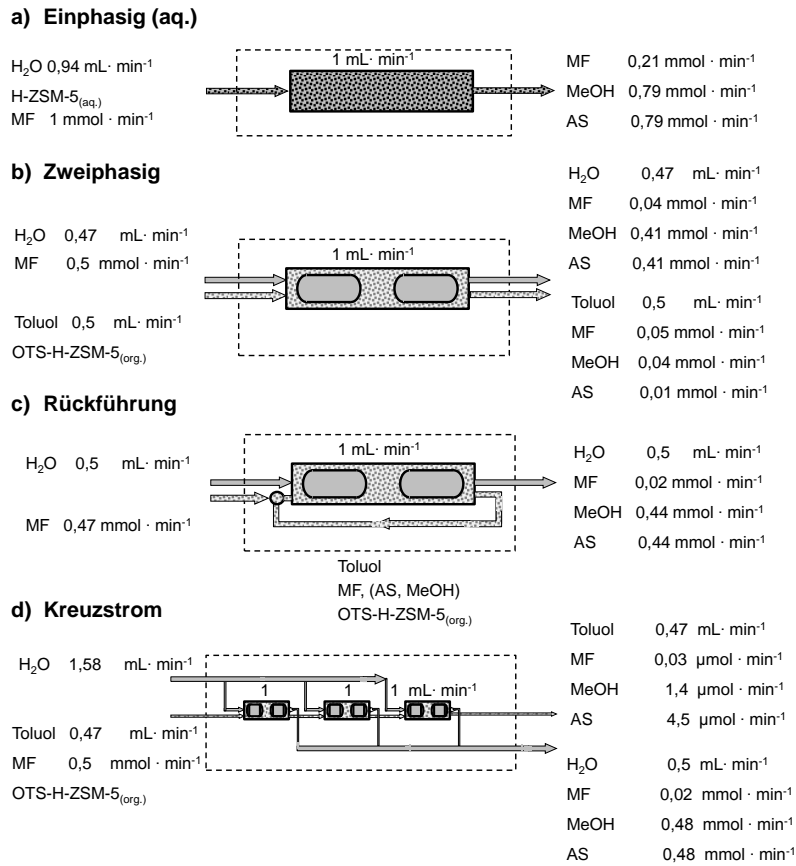 a) Einphasig (aq.)
H₂O 0,94 mL· min⁻¹
H-ZSM-5(aq.)
MF 1 mmol · min⁻¹
1 mL· min⁻¹
MF 0,21 mmol · min⁻¹
MeOH 0,79 mmol · min⁻¹
AS 0,79 mmol · min⁻¹
b) Zweiphasig
H₂O 0,47 mL· min⁻¹
MF 0,5 mmol · min⁻¹
Toluol 0,5 mL· min⁻¹
OTS-H-ZSM-5(org.)
1 mL· min⁻¹
H₂O 0,47 mL· min⁻¹
MF 0,04 mmol · min⁻¹
MeOH 0,41 mmol · min⁻¹
AS 0,41 mmol · min⁻¹
Toluol 0,5 mL· min⁻¹
MF 0,05 mmol · min⁻¹
MeOH 0,04 mmol · min⁻¹
AS 0,01 mmol · min⁻¹
c) Rückführung
H₂O 0,5 mL· min⁻¹
MF 0,47 mmol · min⁻¹
1 mL· min⁻¹
Toluol
MF, (AS, MeOH)
OTS-H-ZSM-5(org.)
H₂O 0,5 mL· min⁻¹
MF 0,02 mmol · min⁻¹
MeOH 0,44 mmol · min⁻¹
AS 0,44 mmol · min⁻¹
d) Kreuzstrom
H₂O 1,58 mL· min⁻¹
Toluol 0,47 mL· min⁻¹
MF 0,5 mmol · min⁻¹
OTS-H-ZSM-5(org.)
1 1 1 mL· min⁻¹
Toluol 0,47 mL· min⁻¹
MF 0,03 µmol · min⁻¹
MeOH 1,4 µmol · min⁻¹
AS 4,5 µmol · min⁻¹
H₂O 0,5 mL· min⁻¹
MF 0,02 mmol · min⁻¹
MeOH 0,48 mmol · min⁻¹
AS 0,48 mmol · min⁻¹